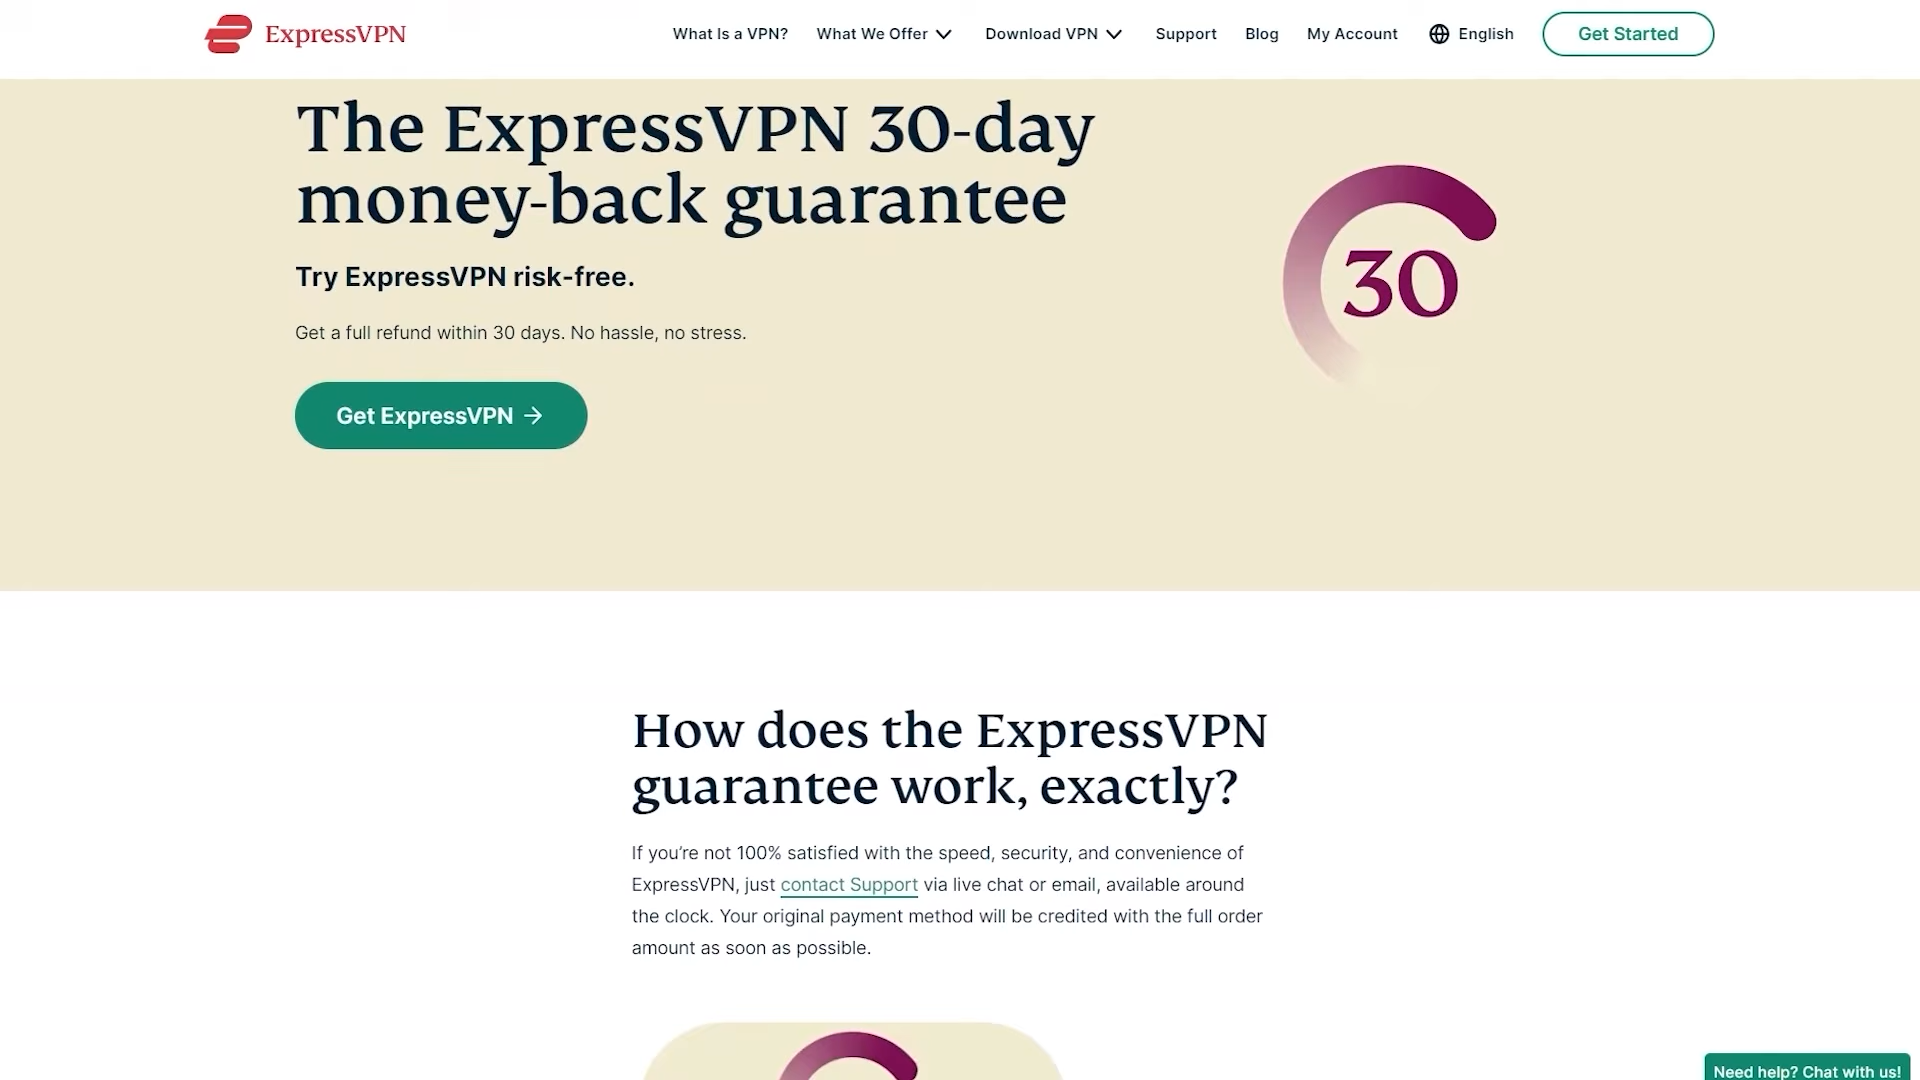 ExpressVPN
What Is a VPN?
What We Offer
Download VPN
Support
Blog
My Account
English
Get Started
The ExpressVPN 30-day
money-back guarantee
Try ExpressVPN risk-free.
Get a full refund within 30 days. No hassle, no stress.
Get ExpressVPN →
30
How does the ExpressVPN
guarantee work, exactly?
If you’re not 100% satisfied with the speed, security, and convenience of
ExpressVPN, just contact Support via live chat or email, available around
the clock. Your original payment method will be credited with the full order
amount as soon as possible.
Need help? Chat with us!